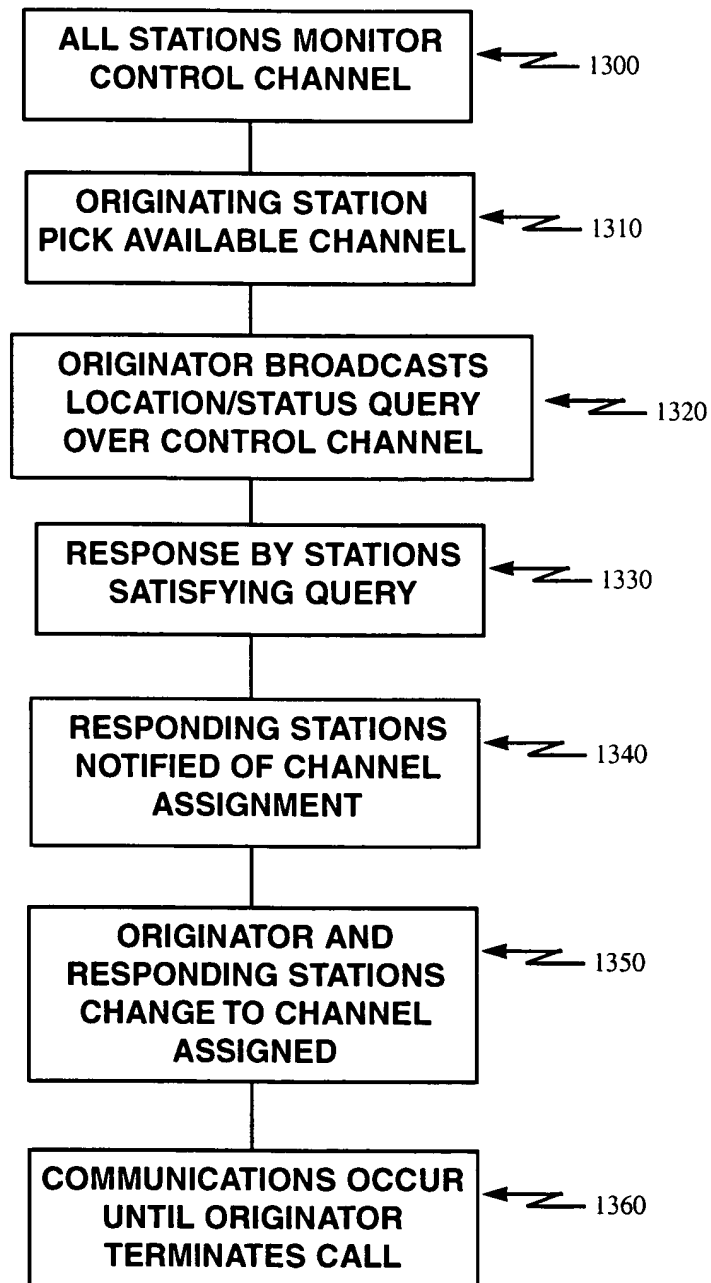 ALL STATIONS MONITOR
CONTROL CHANNEL
1300
ORIGINATING STATION
PICK AVAILABLE CHANNEL
1310
ORIGINATOR BROADCASTS
LOCATION/STATUS QUERY
OVER CONTROL CHANNEL
1320
RESPONSE BY STATIONS
SATISFYING QUERY
1330
RESPONDING STATIONS
NOTIFIED OF CHANNEL
ASSIGNMENT
1340
ORIGINATOR AND
RESPONDING STATIONS
CHANGE TO CHANNEL
ASSIGNED
1350
COMMUNICATIONS OCCUR
UNTIL ORIGINATOR
TERMINATES CALL
1360